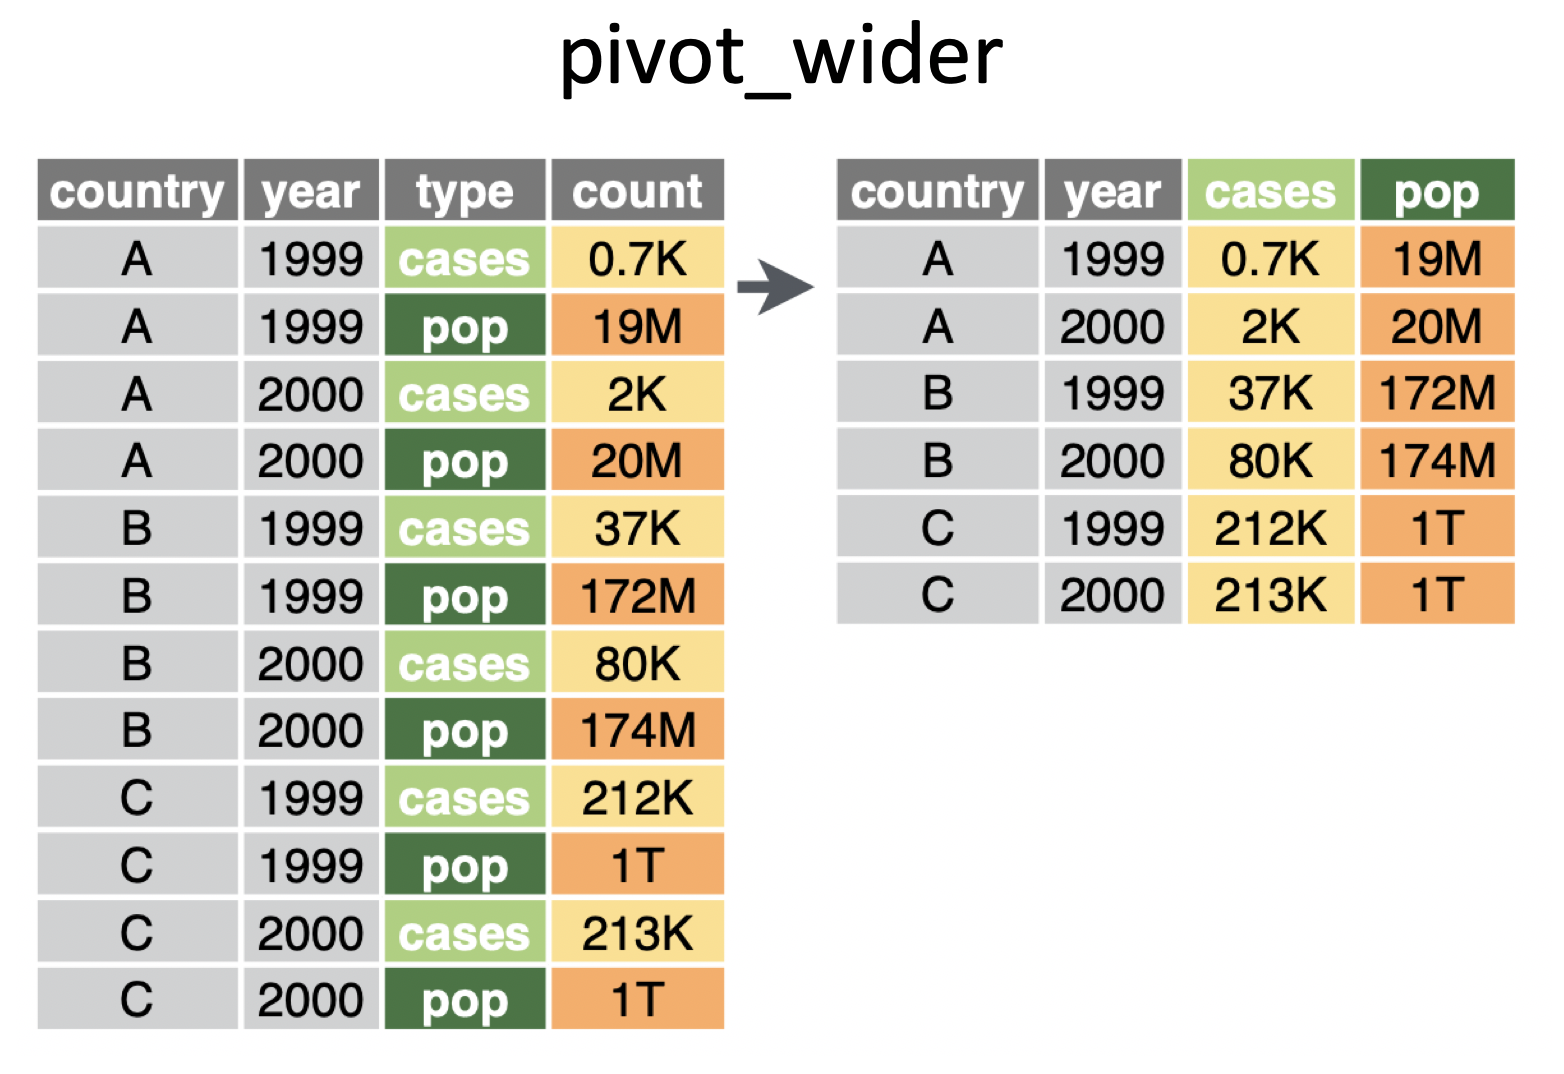 pivot_wider
country year type count
A 1999 cases 0.7K
A 1999 pop 19M
A 2000 cases 2K
A 2000 pop 20M
B 1999 cases 37K
B 1999 pop 172M
B 2000 cases 80K
B 2000 pop 174M
C 1999 cases 212K
C 1999 pop 1T
C 2000 cases 213K
C 2000 pop 1T
country year cases pop
A 1999 0.7K 19M
A 2000 2K 20M
B 1999 37K 172M
B 2000 80K 174M
C 1999 212K 1T
C 2000 213K 1T